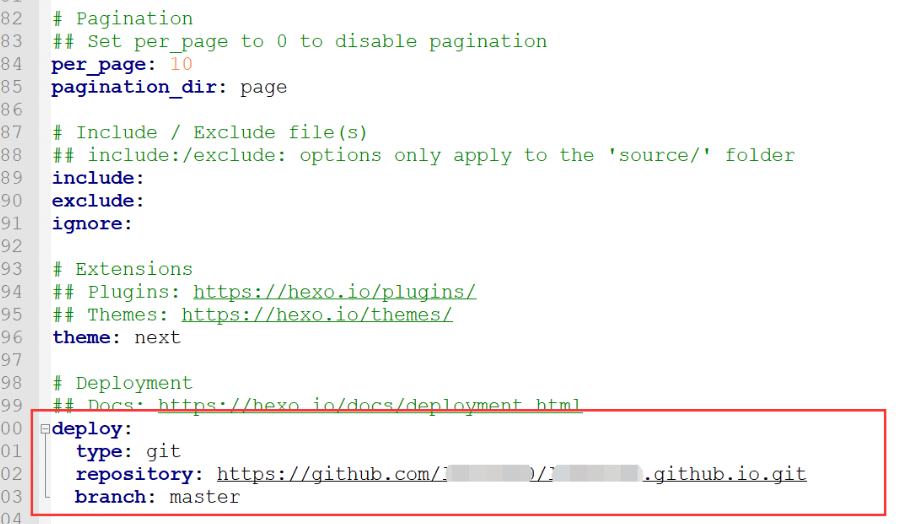 82 # Pagination
83 ## Set per_page to 0 to disable pagination
84 per_page: 10
85 pagination_dir: page
86
87 # Include / Exclude file(s)
88 ## include:/exclude: options only apply to the 'source/' folder
89 include:
90 exclude:
91 ignore:
92
93 # Extensions
94 ## Plugins: https://hexo.io/plugins/
95 ## Themes: https://hexo.io/themes/
96 theme: next
97
98 # Deployment
99 ## Docs: https://hexo.io/docs/deployment.html
00 deploy:
01 type: git
02 repository: https://github.com/ / .github.io.git
03 branch: master
04